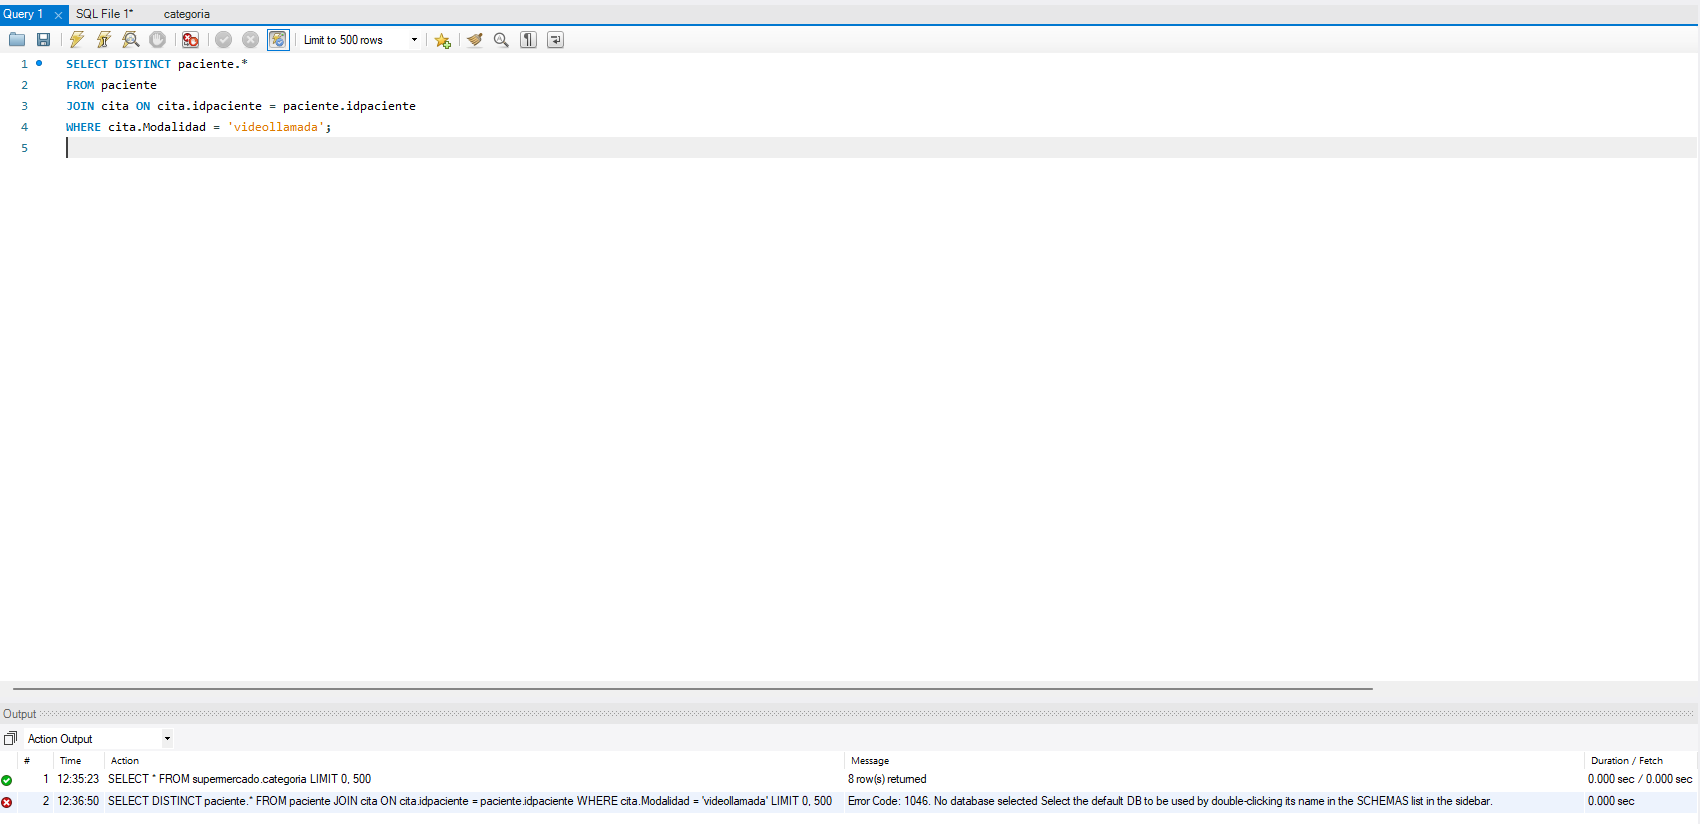 Query 1 SQL File 1* categoria
Limit to 500 rows
1 SELECT DISTINCT paciente.*
2 FROM paciente
3 JOIN cita ON cita.idpaciente = paciente.idpaciente
4 WHERE cita.Modalidad = 'videollamada';
5
Output
Action Output
# Time Action Message Duration / Fetch
1 12:35:23 SELECT * FROM supermercado.categoria LIMIT 0, 500 8 row(s) returned 0.000 sec / 0.000 sec
2 12:36:50 SELECT DISTINCT paciente.* FROM paciente JOIN cita ON cita.idpaciente = paciente.idpaciente WHERE cita.Modalidad = 'videollamada' LIMIT 0, 500 Error Code: 1046. No database selected Select the default DB to be used by double-clicking its name in the SCHEMAS list in the sidebar. 0.000 sec